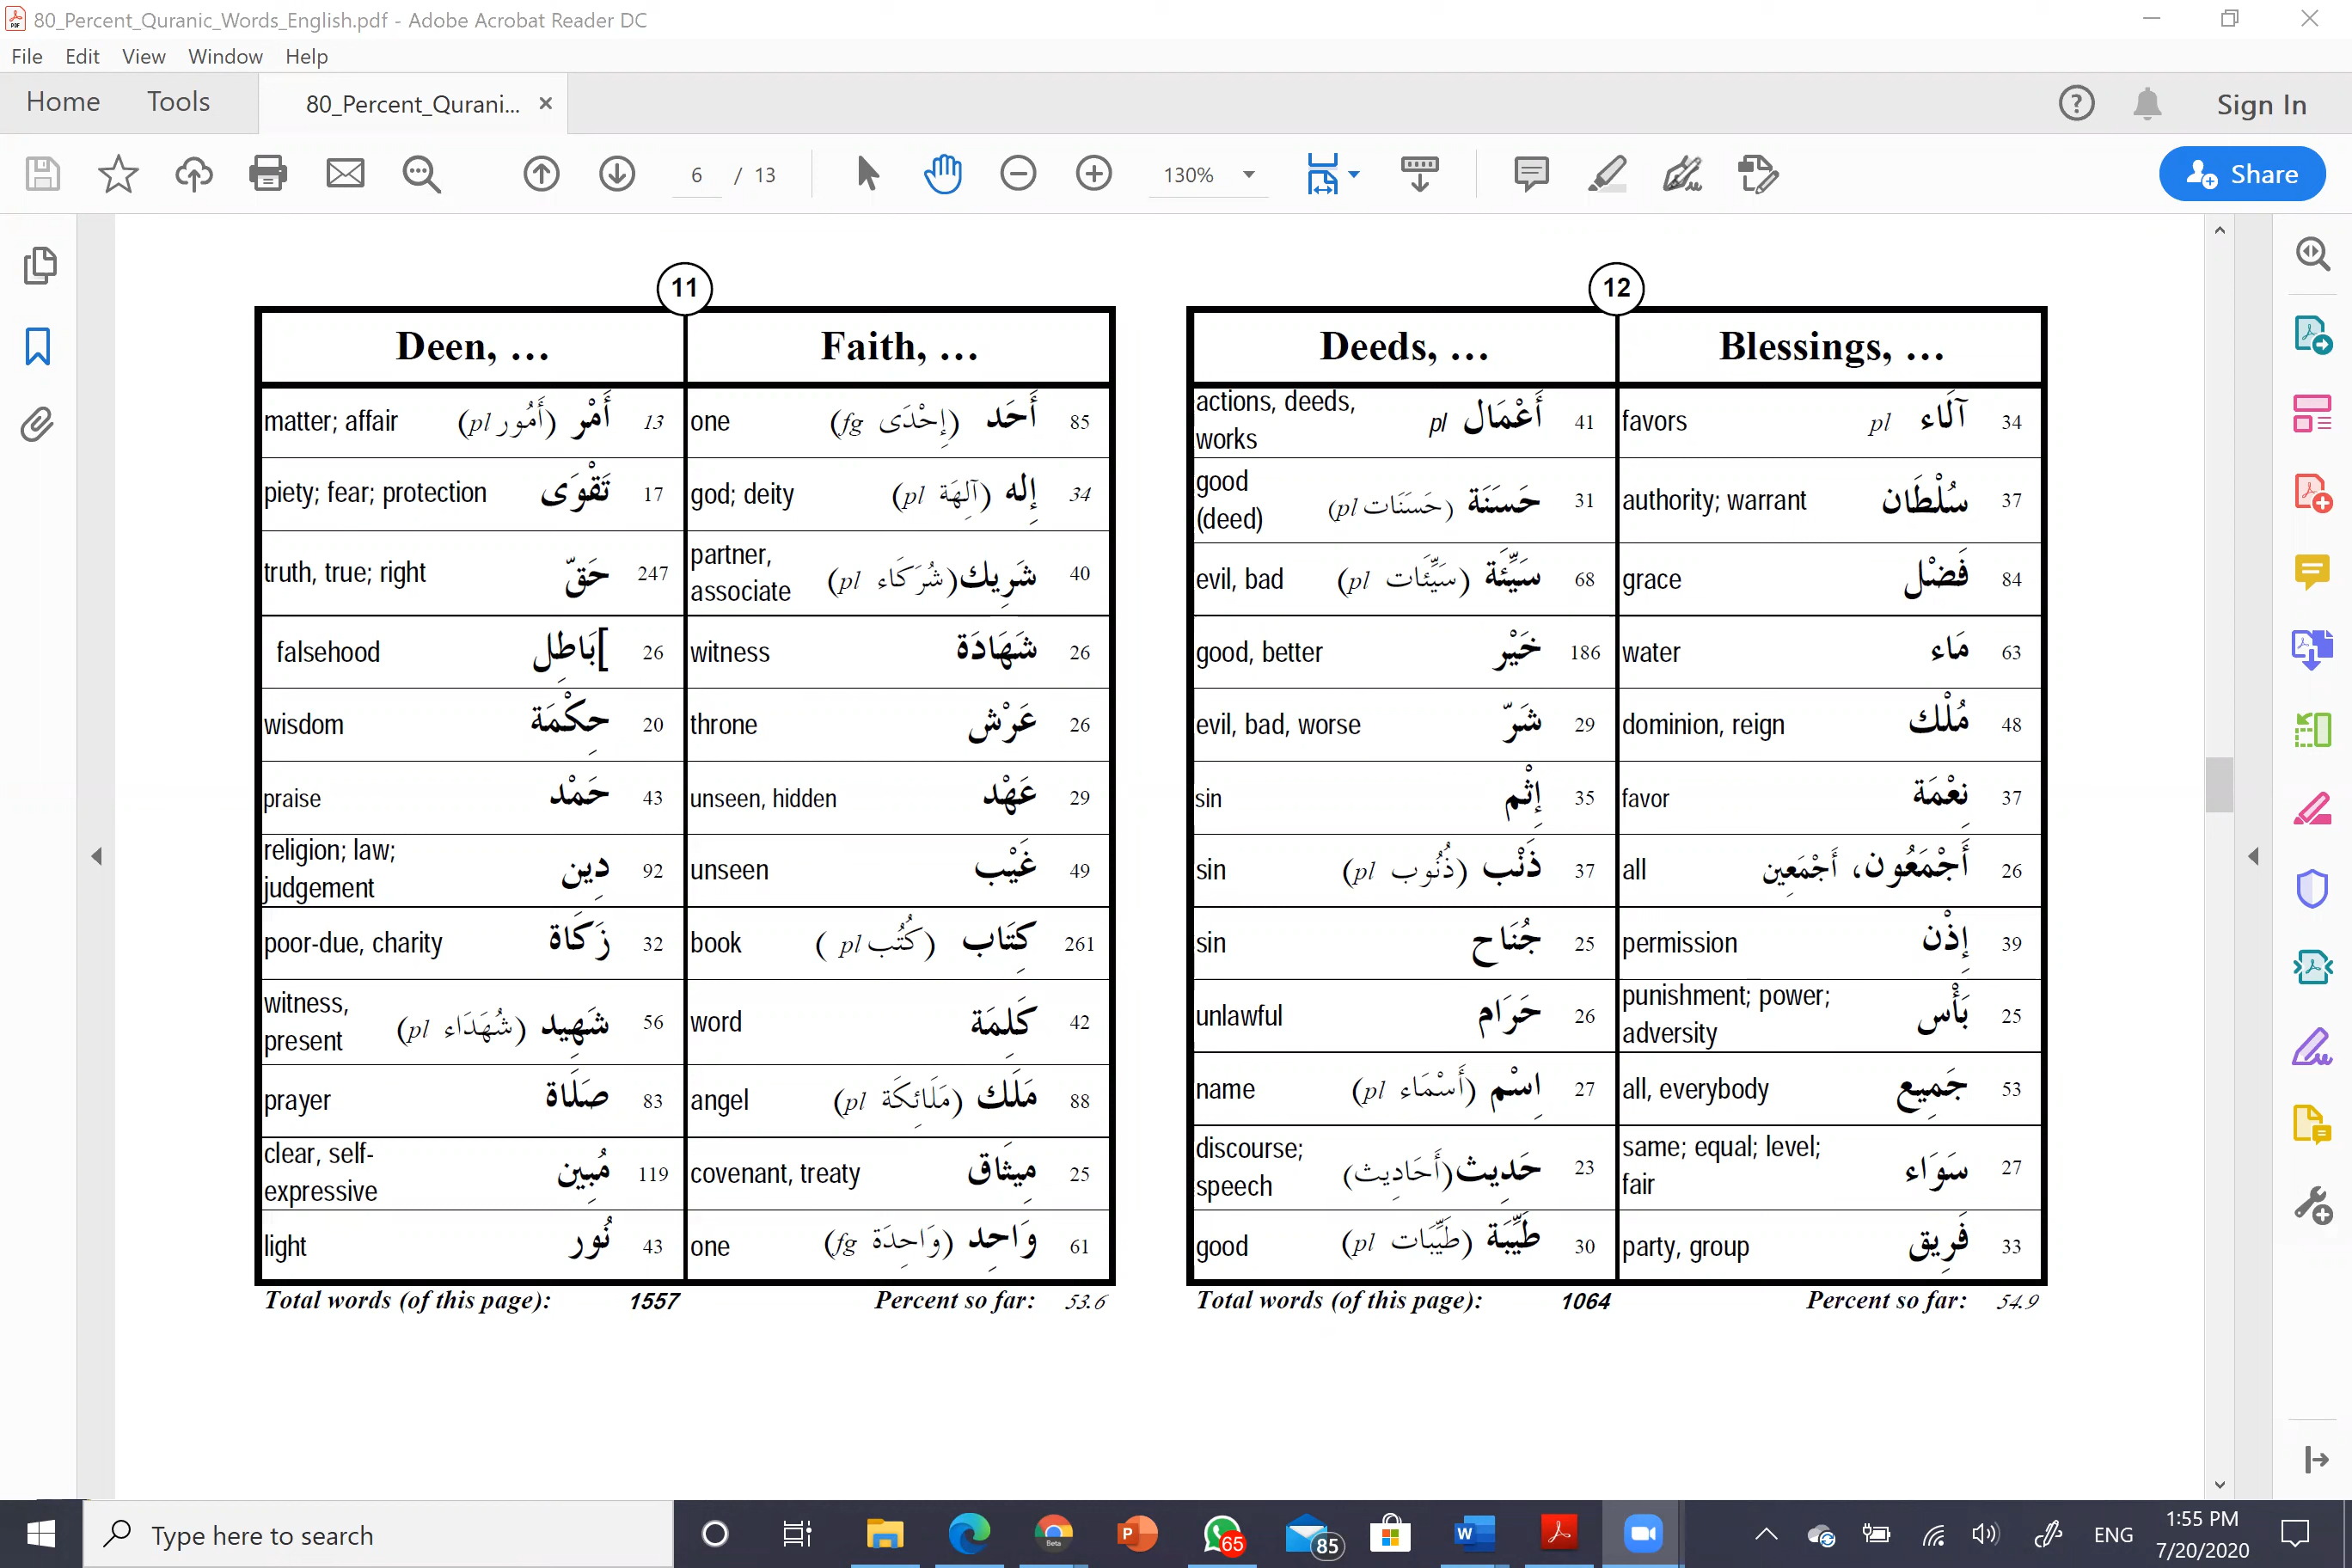 80_Percent_Quranic_Words_English.pdf - Adobe Acrobat Reader DC
File Edit View Window Help
Home Tools 80_Percent_Qurani... × Sign In
6 / 13 130% Share
11
Deen, ... Faith, ...
matter; affair (أُمُور pl) أَمْر 13 one (إِحْدَى fg) أَحَد 85
piety; fear; protection تَقْوَى 17 god; deity (آلِهَة pl) إِله 34
truth, true; right حَقّ 247 partner, associate (شُرَكَاء pl) شَرِيك 40
falsehood [بَاطِل 26 witness شَهَادَة 26
wisdom حِكْمَة 20 throne عَرْش 26
praise حَمْد 43 unseen, hidden عَهْد 29
religion; law; judgement دِين 92 unseen غَيْب 49
poor-due, charity زَكَاة 32 book (كُتُب pl) كِتَاب 261
witness, present (شُهَدَاء pl) شَهِيد 56 word كَلِمَة 42
prayer صَلَاة 83 angel (مَلَائِكَة pl) مَلَك 88
clear, self-expressive مُبِين 119 covenant, treaty مِيثَاق 25
light نُور 43 one (وَاحِدَة fg) وَاحِد 61
Total words (of this page): 1557 Percent so far: 53.6
12
Deeds, ... Blessings, ...
actions, deeds, works pl أَعْمَال 41 favors pl آلَاء 34
good (deed) (حَسَنَات pl) حَسَنَة 31 authority; warrant سُلْطَان 37
evil, bad (سَيِّئَات pl) سَيِّئَة 68 grace فَضْل 84
good, better خَيْر 186 water مَاء 63
evil, bad, worse شَرّ 29 dominion, reign مُلْك 48
sin إِثْم 35 favor نِعْمَة 37
sin (ذُنُوب pl) ذَنْب 37 all أَجْمَعُون، أَجْمَعِين 26
sin جُنَاح 25 permission إِذْن 39
unlawful حَرَام 26 punishment; power; adversity بَأْس 25
name (أَسْمَاء pl) اِسْم 27 all, everybody جَمِيع 53
discourse; speech (أَحَادِيث) حَدِيث 23 same; equal; level; fair سَوَاء 27
good (طَيِّبَات pl) طَيِّبَة 30 party, group فَرِيق 33
Total words (of this page): 1064 Percent so far: 54.9
Type here to search Beta 65 85 ENG 1:55 PM
7/20/2020